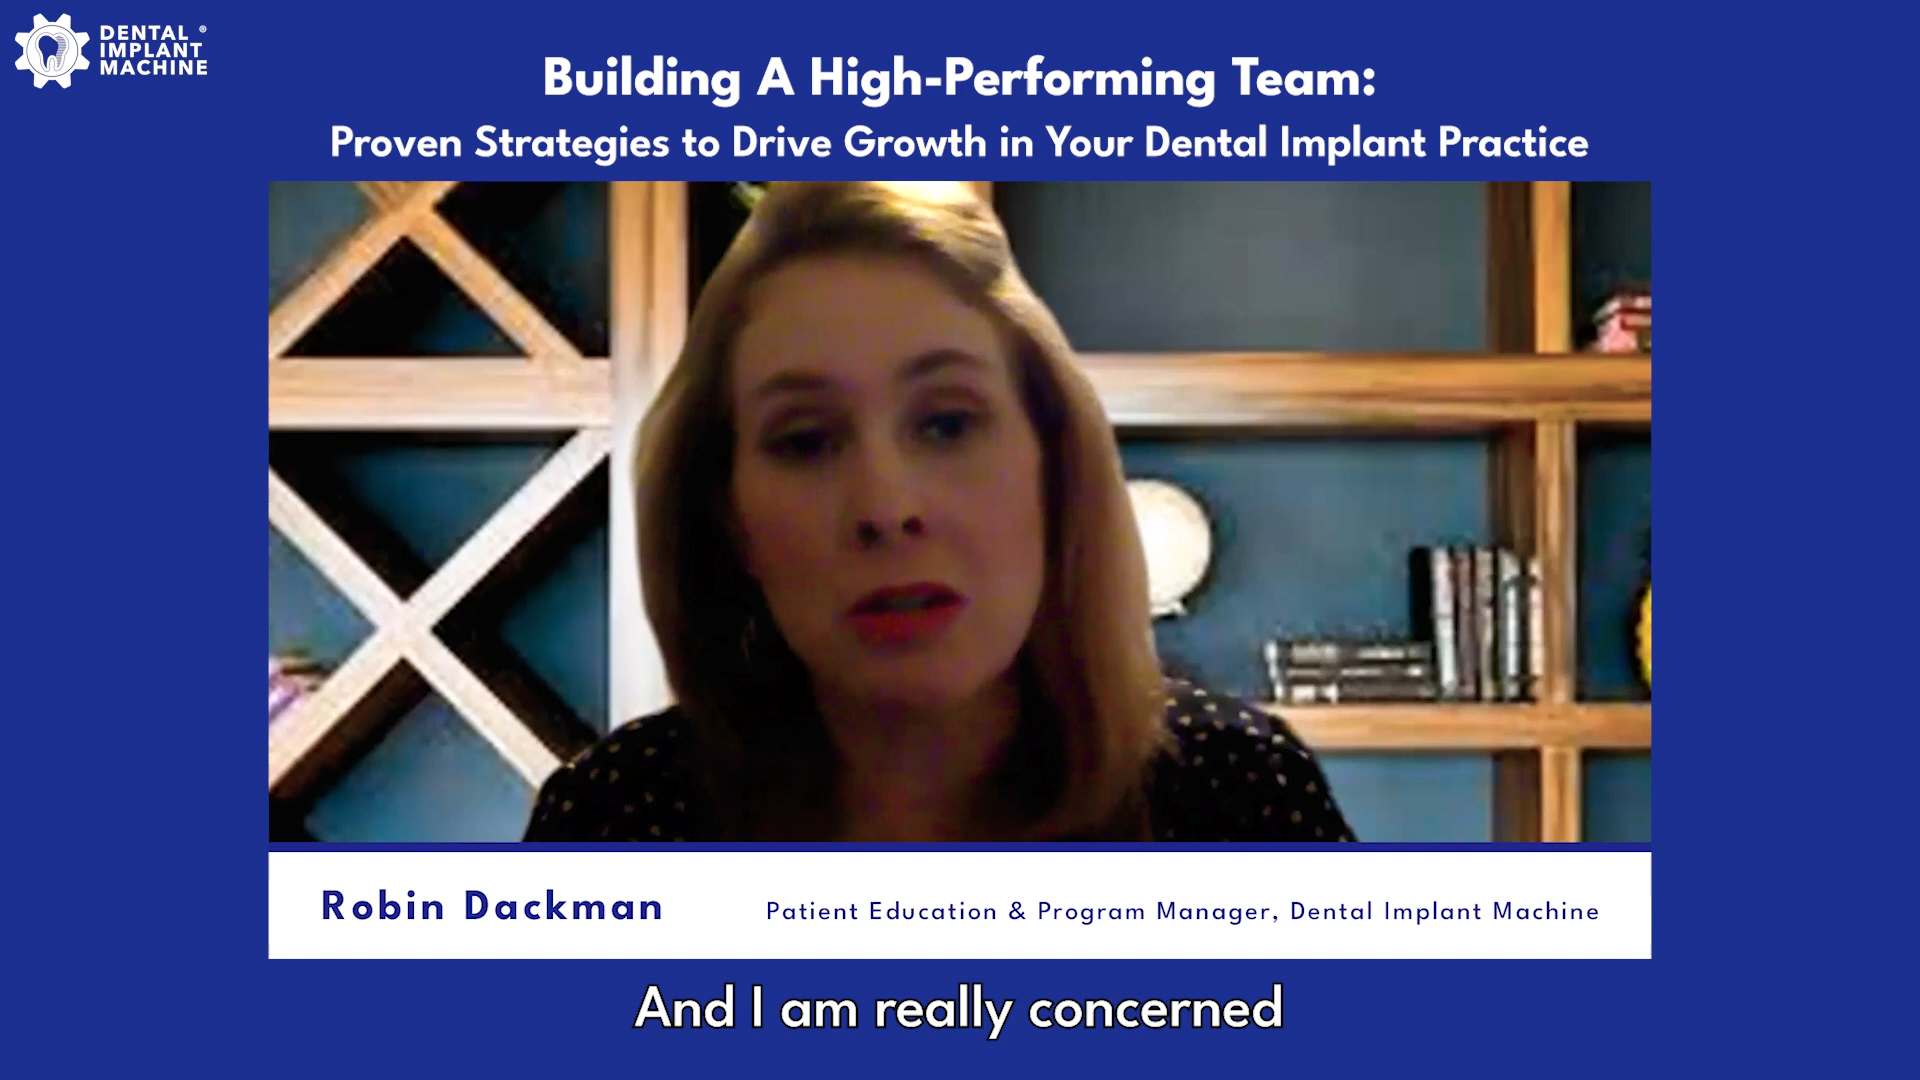 DENTAL ®
IMPLANT
MACHINE
Building A High-Performing Team:
Proven Strategies to Drive Growth in Your Dental Implant Practice
Robin Dackman
Patient Education & Program Manager, Dental Implant Machine
And I am really concerned